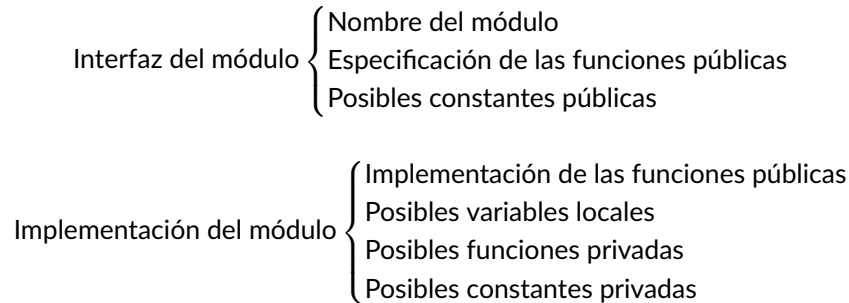 Interfaz del módulo
Nombre del módulo
Especificación de las funciones públicas
Posibles constantes públicas
Implementación del módulo
Implementación de las funciones públicas
Posibles variables locales
Posibles funciones privadas
Posibles constantes privadas